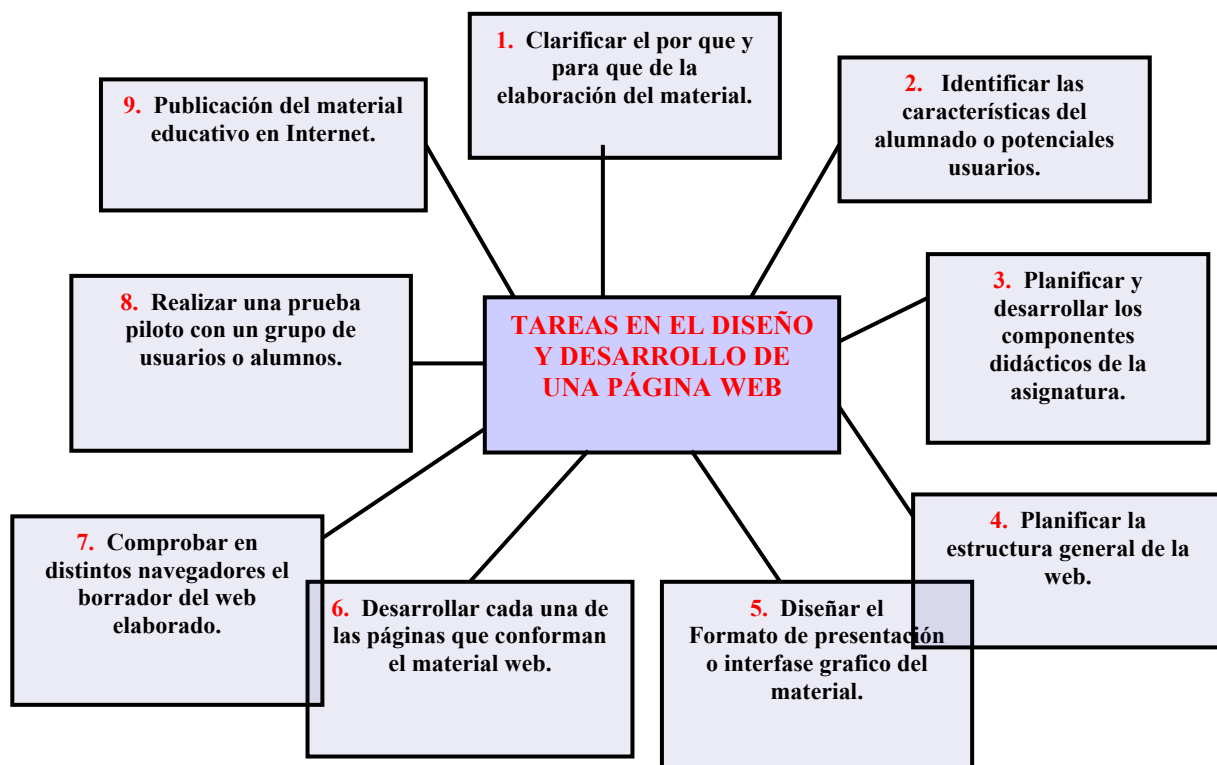 1. Clarificar el por que y
para que de la
elaboración del material.
2. Identificar las
características del
alumnado o potenciales
usuarios.
9. Publicación del material
educativo en Internet.
3. Planificar y
desarrollar los
componentes
didácticos de la
asignatura.
8. Realizar una prueba
piloto con un grupo de
usuarios o alumnos.
TAREAS EN EL DISEÑO
Y DESARROLLO DE
UNA PÁGINA WEB
4. Planificar la
estructura general de la
web.
7. Comprobar en
distintos navegadores el
borrador del web
elaborado.
6. Desarrollar cada una de
las páginas que conforman
el material web.
5. Diseñar el
Formato de presentación
o interfase grafico del
material.